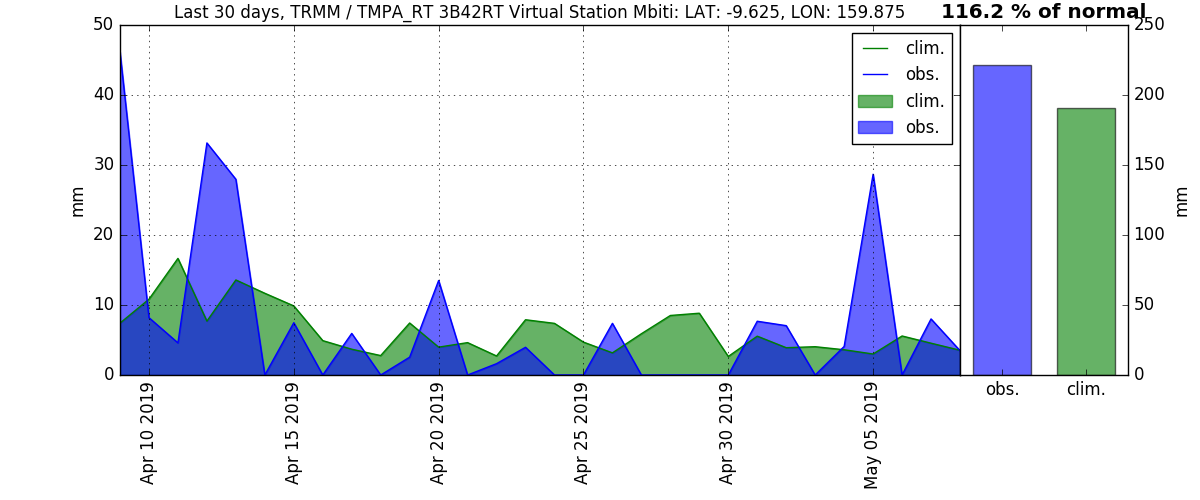 Last 30 days, TRMM / TMPA_RT 3B42RT Virtual Station Mbiti: LAT: -9.625, LON: 159.875
116.2 % of normal
50
40
30
20
10
0
mm
clim.
obs.
clim.
obs.
250
200
150
100
50
0
mm
Apr 10 2019
Apr 15 2019
Apr 20 2019
Apr 25 2019
Apr 30 2019
May 05 2019
obs.
clim.